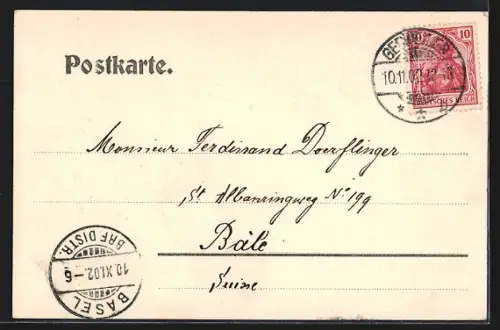 Postkarte.
10
10.11.02
DEUTSCHES REICH
Monsieur Ferdinand Doerflinger
St Albanringweg No 199
Bâle
Suisse
BASEL
10.XI.02.-6
BRF.DISTR.